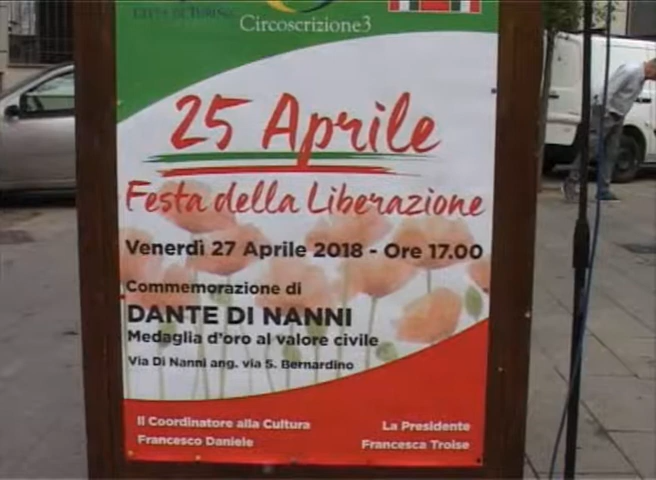 CITTÀ DI TORINO
Circoscrizione3
25 Aprile
Festa della Liberazione
Venerdì 27 Aprile 2018 - Ore 17.00
Commemorazione di
DANTE DI NANNI
Medaglia d'oro al valore civile
Via Di Nanni ang. via S. Bernardino
Il Coordinatore alla Cultura
Francesco Daniele
La Presidente
Francesca Troise